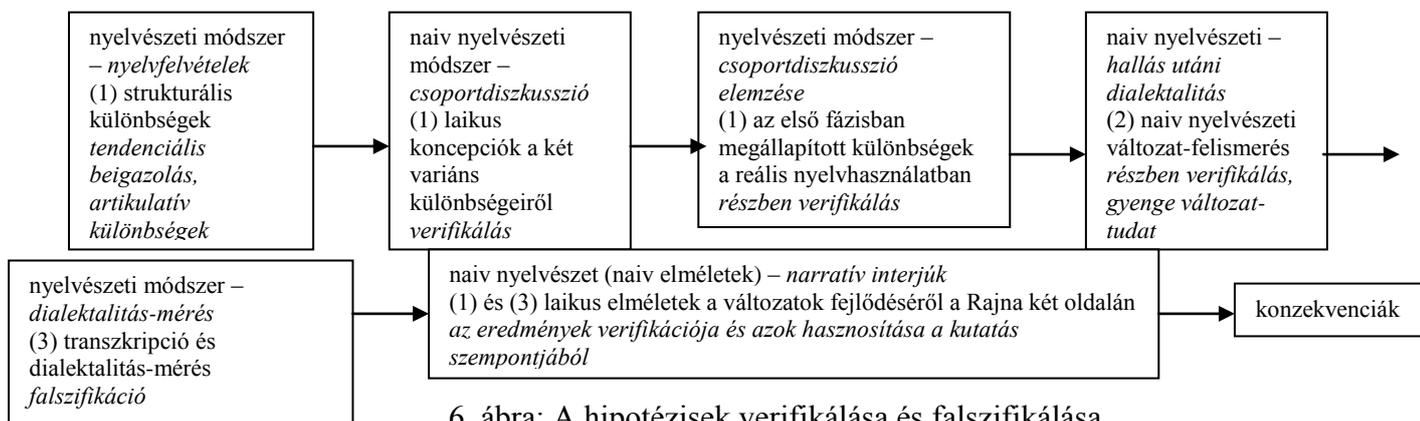 nyelvészeti módszer
– nyelvfelvételek
(1) strukturális
különbségek
tendenciális
beigazolás,
artikulatív
különbségek
naiv nyelvészeti
módszer –
csoportdiszkusszió
(1) laikus
koncepciók a két
variáns
különbségeiről
verifikálás
nyelvészeti módszer –
csoportdiszkusszió
elemzése
(1) az első fázisban
megállapított különbségek
a reális nyelvhasználatban
részben verifikálás
naiv nyelvészeti –
hallás utáni
dialektalitás
(2) naiv nyelvészeti
változat-felismerés
részben verifikálás,
gyenge változat-
tudat
nyelvészeti módszer –
dialektalitás-mérés
(3) transzkripció és
dialektalitás-mérés
falszifikáció
naiv nyelvészet (naiv elméletek) – narratív interjúk
(1) és (3) laikus elméletek a változatok fejlődéséről a Rajna két oldalán
az eredmények verifikációja és azok hasznosítása a kutatás
szempontjából
konzekvenciák
6. ábra: A hipotézisek verifikálása és falszifikálása